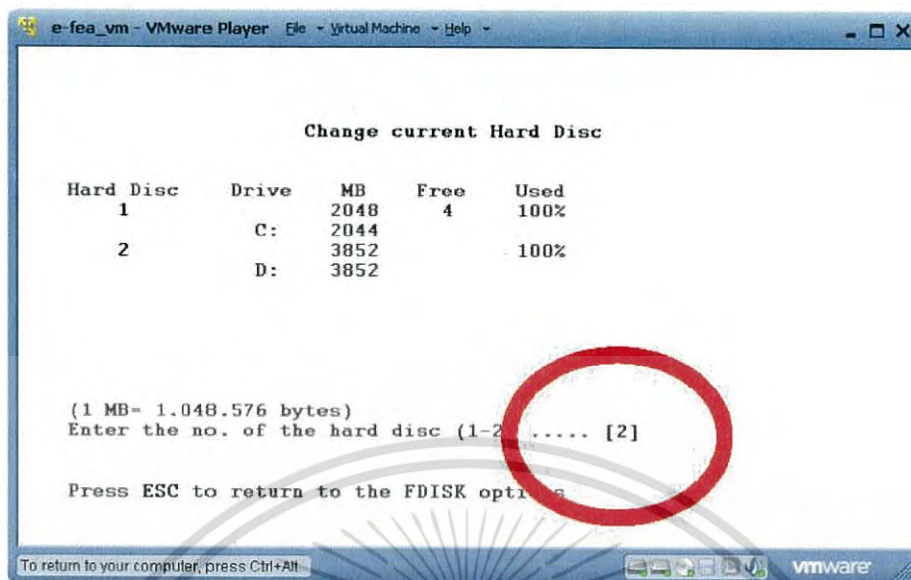 e-fea_vm - VMware Player File Virtual Machine Help
Change current Hard Disc
Hard Disc Drive MB Free Used
1 2048 4 100%
C: 2044
2 3852 100%
D: 3852
(1 MB= 1.048.576 bytes)
Enter the no. of the hard disc (1-2 ..... [2]
Press ESC to return to the FDISK
To return to your computer, press Ctrl+Alt.
vmware